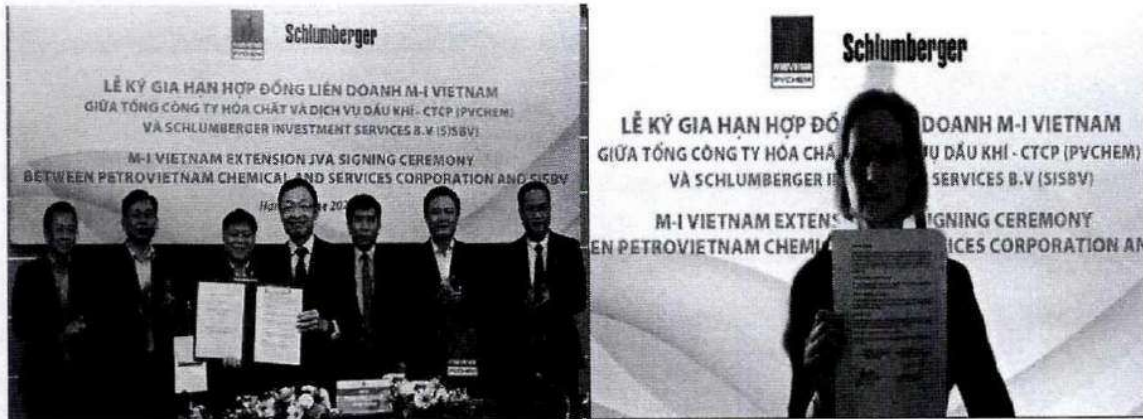 Schlumberger
LỄ KÝ GIA HẠN HỢP ĐỒNG LIÊN DOANH M-I VIETNAM
GIỮA TỔNG CÔNG TY HÓA CHẤT VÀ DỊCH VỤ DẦU KHÍ - CTCP (PVCHEM)
VÀ SCHLUMBERGER INVESTMENT SERVICES B.V (SISBV)
M-I VIETNAM EXTENSION JVA SIGNING CEREMONY
BETWEEN PETROVIETNAM CHEMICAL AND SERVICES CORPORATION AND SISBV
PVCHEM
PVCHEM
Schlumberger
LỄ KÝ GIA HẠN HỢP ĐỒ DOANH M-I VIETNAM
GIỮA TỔNG CÔNG TY HÓA CHẤ Ụ DẦU KHÍ - CTCP (PVCHEM)
VÀ SCHLUMBERGER I SERVICES B.V (SISBV)
M-I VIETNAM EXTENS IGNING CEREMONY
EN PETROVIETNAM CHEMIC ICES CORPORATION AN